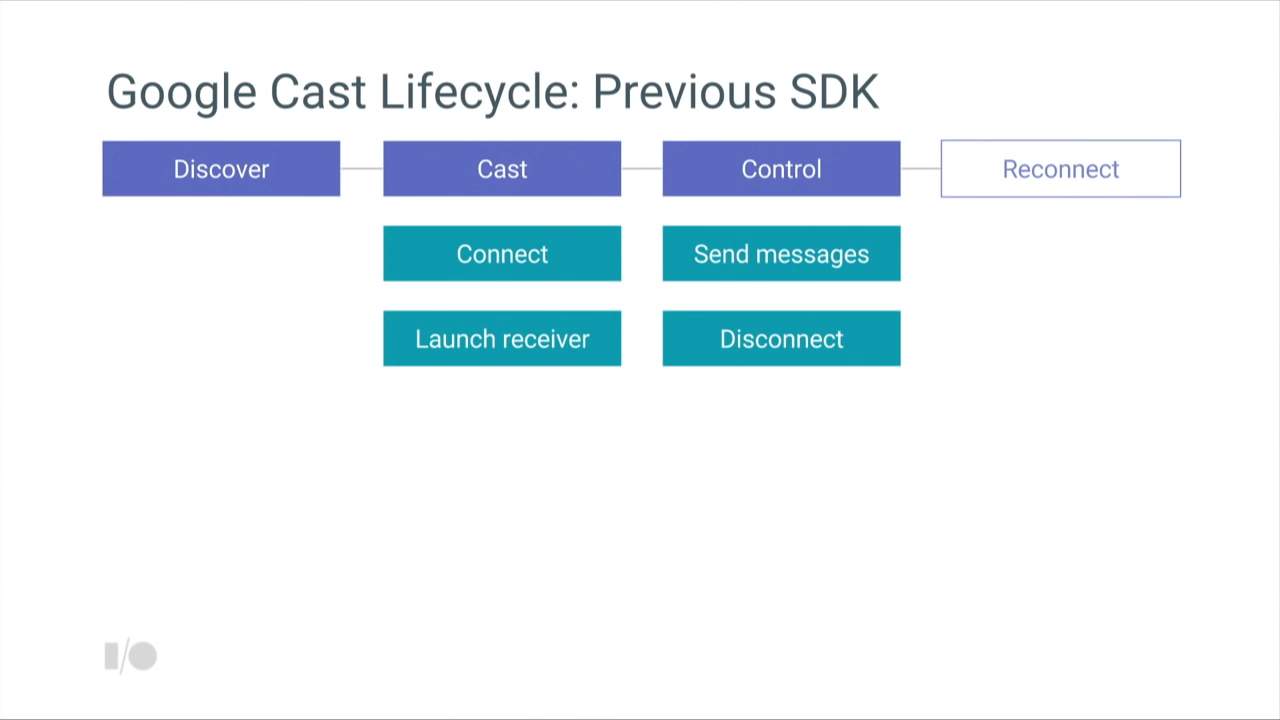 Google Cast Lifecycle: Previous SDK
Discover
Cast
Control
Reconnect
Connect
Send messages
Launch receiver
Disconnect
I/O